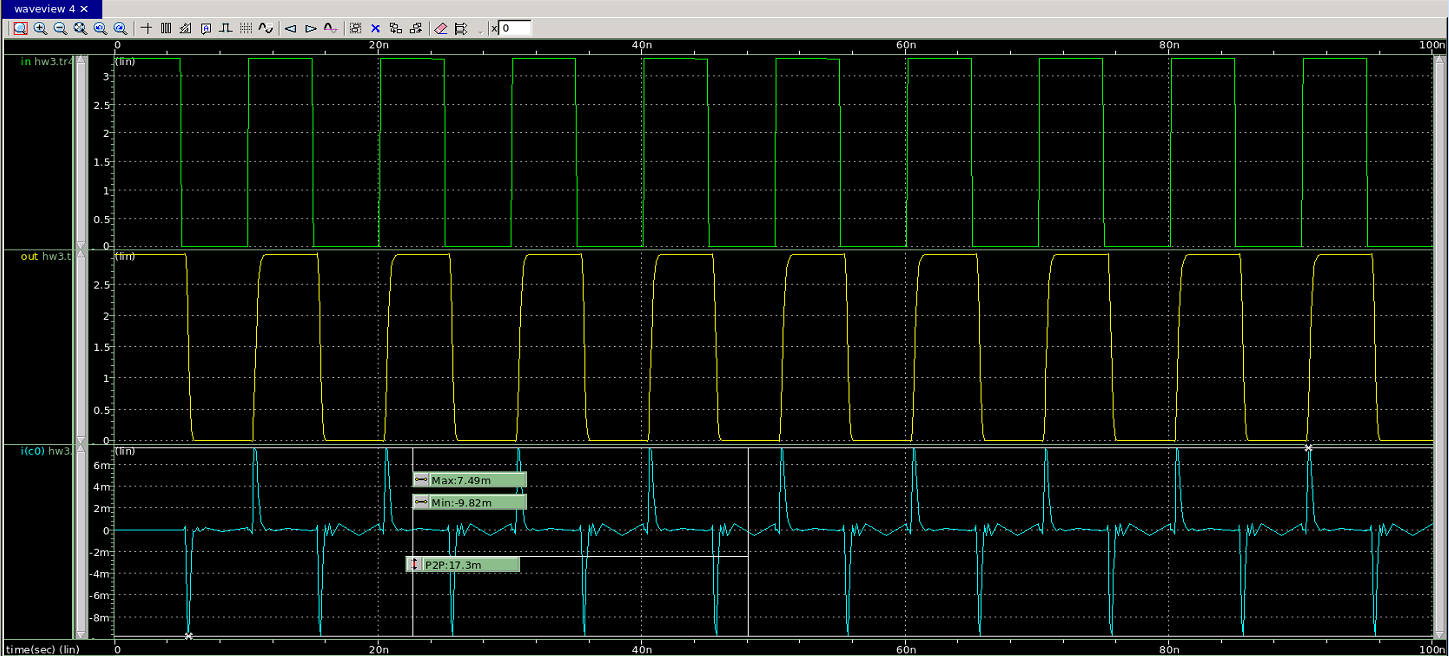 waveview 4 ×
x 0
0 20n 40n 60n 80n 100n
in hw3.tr (lin)
3
2.5
2
1.5
1
0.5
0
out hw3.t (lin)
2.5
2
1.5
1
0.5
0
i(c0) hw3. (lin)
6m
4m
2m
0
-2m
-4m
-6m
-8m
Max:7.49m
Min:-9.82m
P2P:17.3m
time(sec) (lin) 0 20n 40n 60n 80n 100n